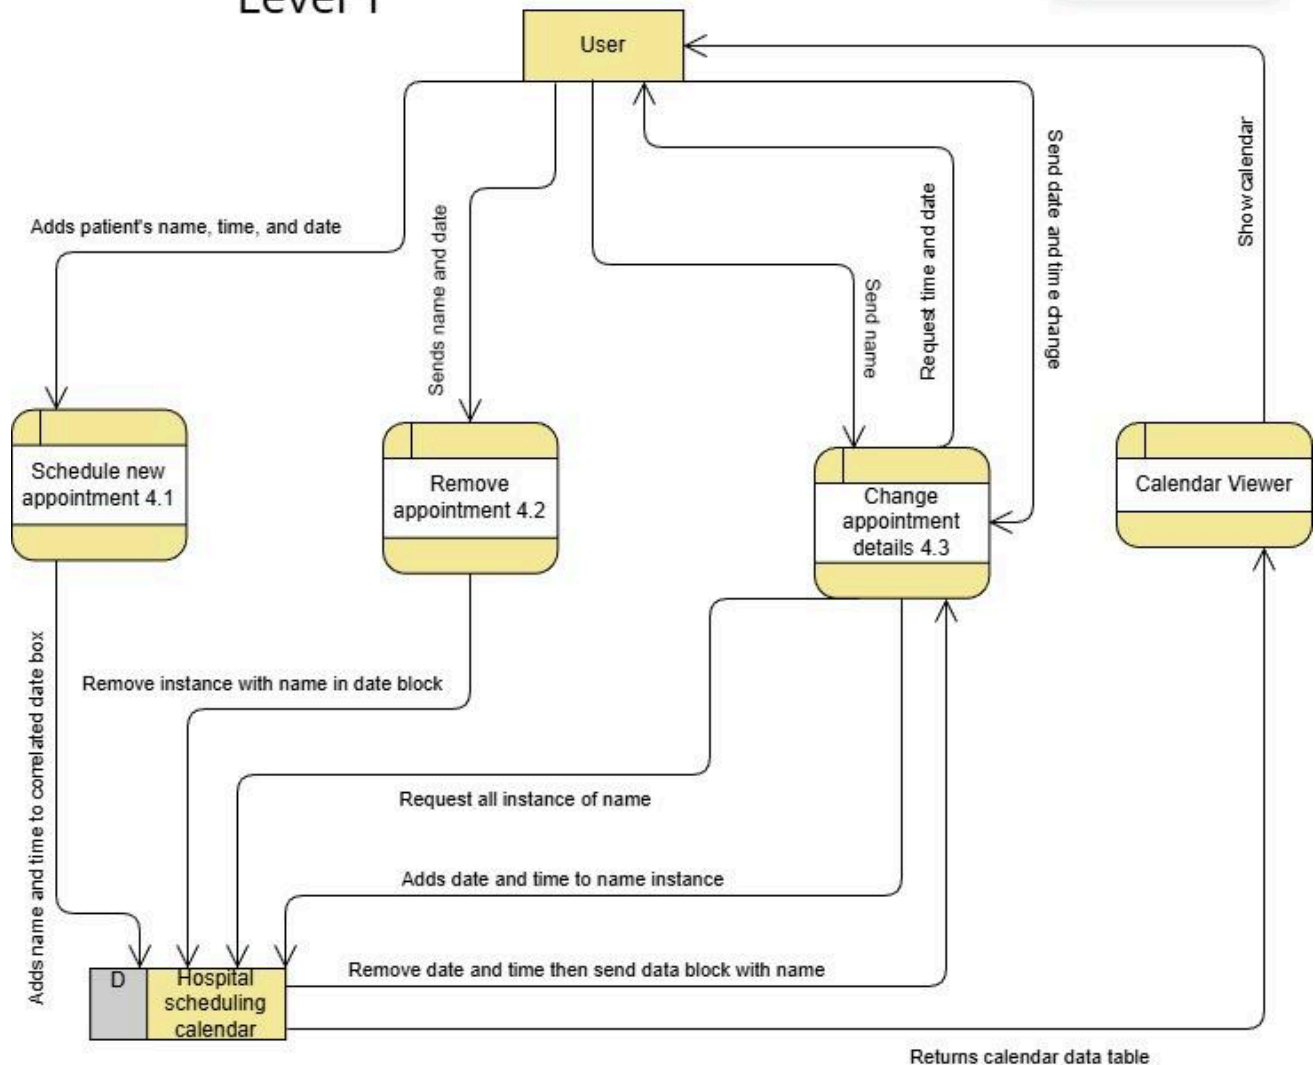 Level 1
User
Adds patient's name, time, and date
Sends name and date
Send name
Request time and date
Send date and time change
Show calendar
Schedule new
appointment 4.1
Remove
appointment 4.2
Change
appointment
details 4.3
Calendar Viewer
Adds name and time to correlated date box
Remove instance with name in date block
Request all instance of name
Adds date and time to name instance
Remove date and time then send data block with name
D
Hospital
scheduling
calendar
Returns calendar data table